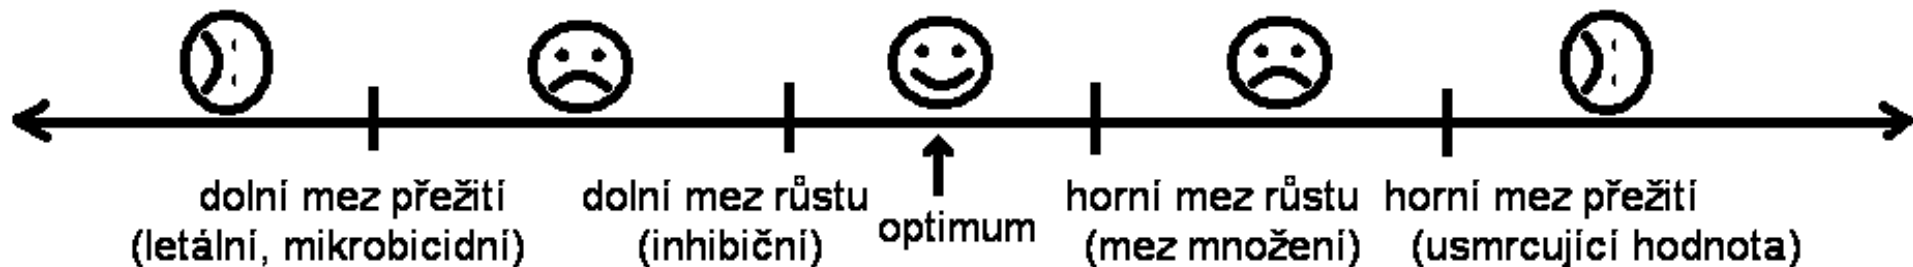 dolní mez přežití
(letální, mikrobicidní)
dolní mez růstu
(inhibiční)
optimum
horní mez růstu
(mez množení)
horní mez přežití
(usmrcující hodnota)